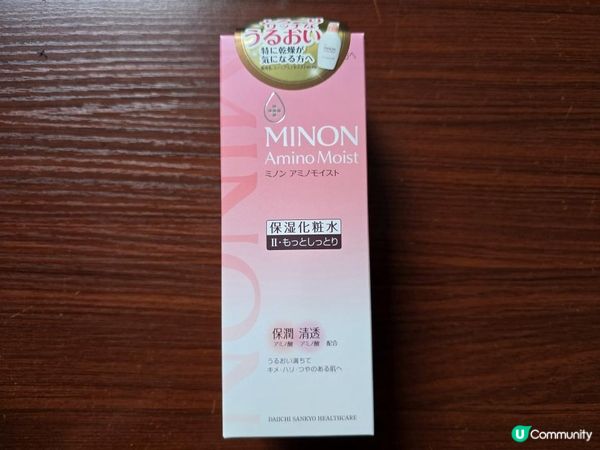 うるおい
特に乾燥が
気になる方へ
MINON
MINON
Amino Moist
ミノン アミノモイスト
保湿化粧水
II・もっとしっとり
保潤 清透
アミノ酸 アミノ酸 配合
うるおい満ちて
キメ・ハリ・つやのある肌へ
DAIICHI SANKYO HEALTHCARE
U Community